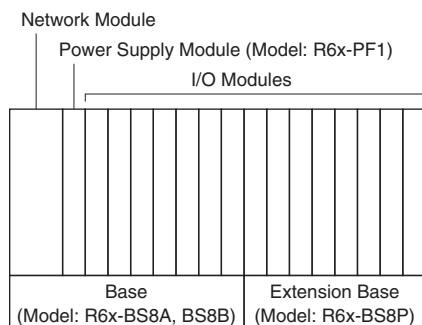 Network Module
Power Supply Module (Model: R6x-PF1)
I/O Modules
Base
(Model: R6x-BS8A, BS8B)
Extension Base
(Model: R6x-BS8P)